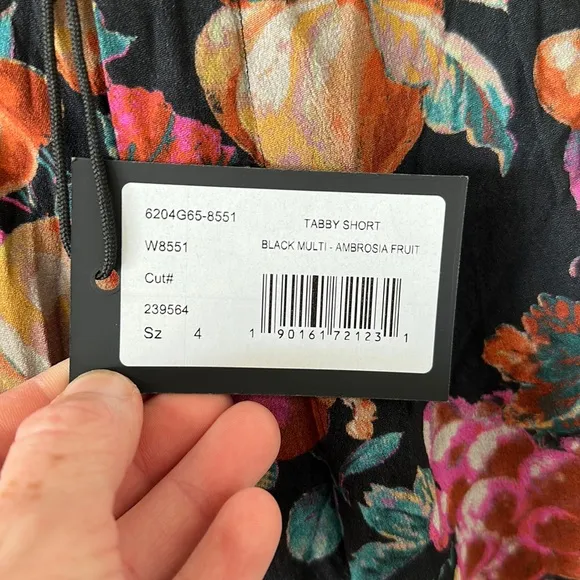 6204G65-8551
TABBY SHORT
W8551
BLACK MULTI - AMBROSIA FRUIT
Cut#
239564
Sz 4
1 90161 72123 1